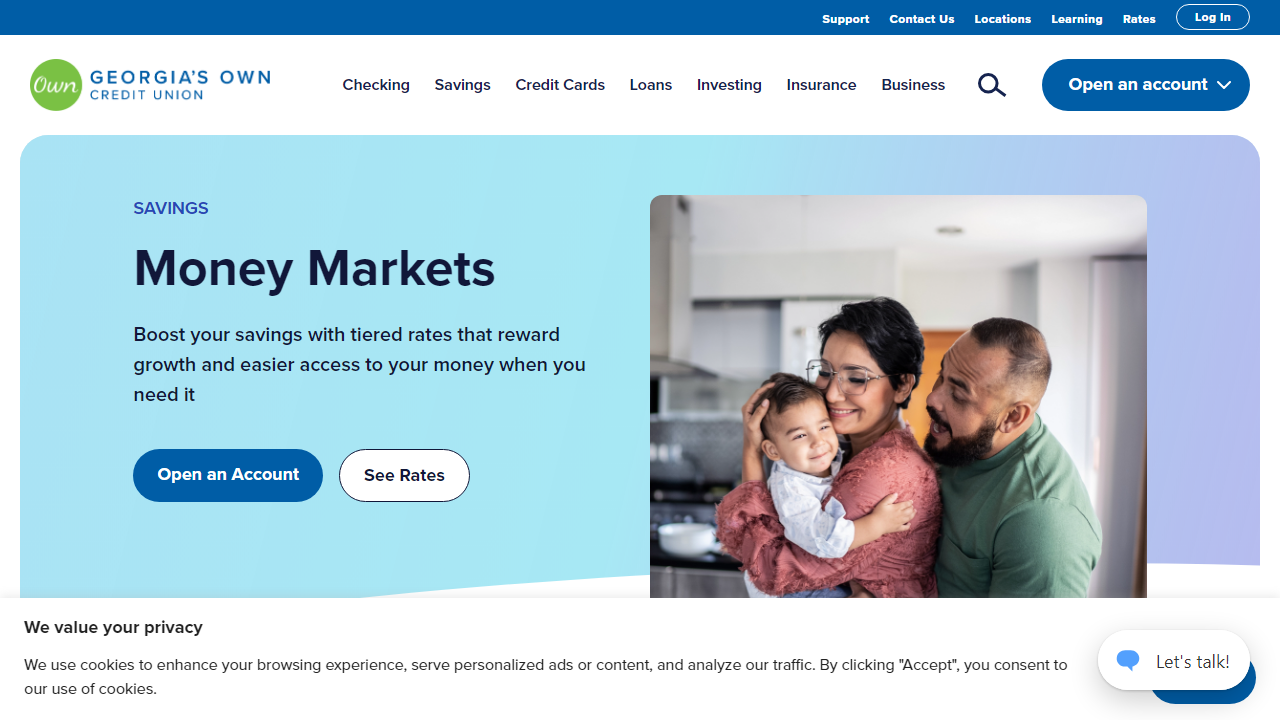 Support Contact Us Locations Learning Rates Log In
Own GEORGIA'S OWN
CREDIT UNION
Checking Savings Credit Cards Loans Investing Insurance Business Open an account
SAVINGS
Money Markets
Boost your savings with tiered rates that reward
growth and easier access to your money when you
need it
Open an Account See Rates
We value your privacy
We use cookies to enhance your browsing experience, serve personalized ads or content, and analyze our traffic. By clicking "Accept", you consent to
our use of cookies.
Let's talk!